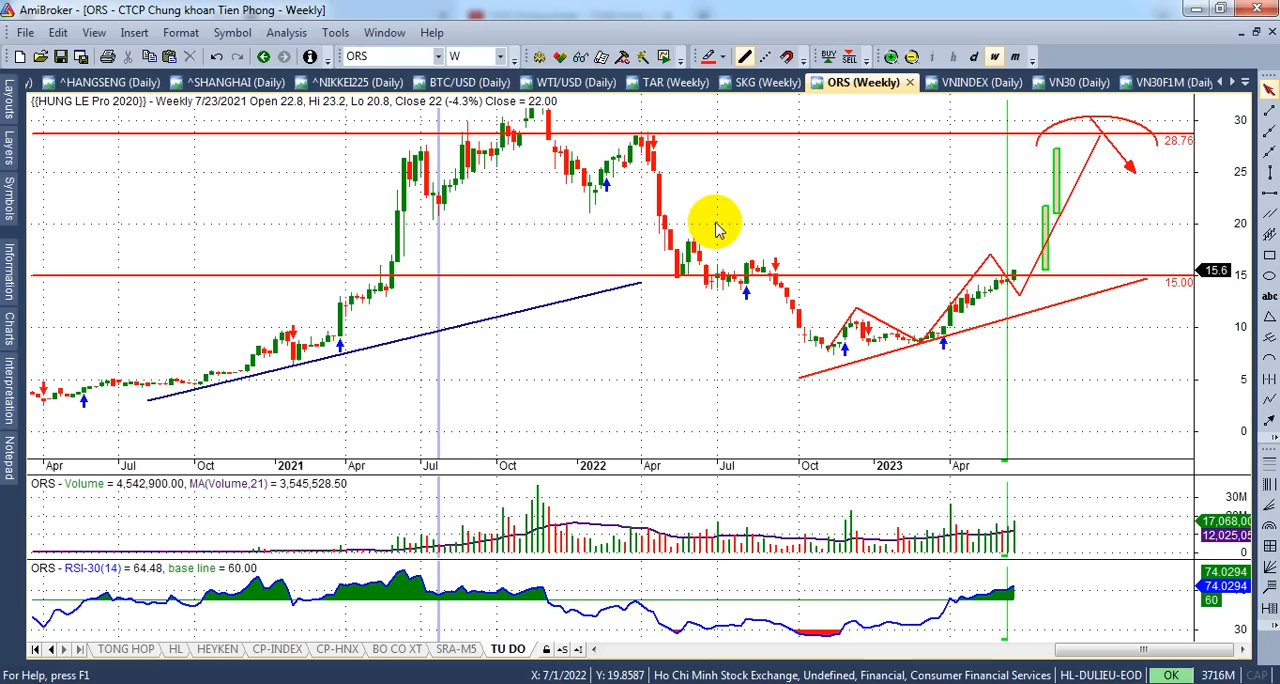 AmiBroker - [ORS - CTCP Chung khoan Tien Phong - Weekly]
File Edit View Insert Format Symbol Analysis Tools Window Help
ORS W BUY SELL i h d w m
^HANGSENG (Daily) ^SHANGHAI (Daily) ^NIKKEI225 (Daily) BTC/USD (Daily) WTI/USD (Daily) TAR (Weekly) SKG (Weekly) ORS (Weekly) VNINDEX (Daily) VN30 (Daily) VN30F1M (Daily)
Layouts
Layers
Symbols
Information
Charts
Interpretation
Notepad
{{HUNG LE Pro 2020}} - Weekly 7/23/2021 Open 22.8, Hi 23.2, Lo 20.8, Close 22 (-4.3%) Close = 22.00
30
28.76
25
20
15.6
15
15.00
10
5
0
abc
Apr Jul Oct 2021 Apr Jul Oct 2022 Apr Jul Oct 2023 Apr
ORS - Volume = 4,542,900.00, MA(Volume,21) = 3,545,528.50
30M
17,068.00
12,025.05
0
ORS - RSI-30(14) = 64.48, base line = 60.00
74.0294
74.0294
60
30
TONG HOP HL HEYKEN CP-INDEX CP-HNX BO CO XT SRA-M5 TU DO
For Help, press F1 X: 7/1/2022 Y: 19.8587 Ho Chi Minh Stock Exchange, Undefined, Financial, Consumer Financial Services HL-DULIEU-EOD OK 3716M CAP